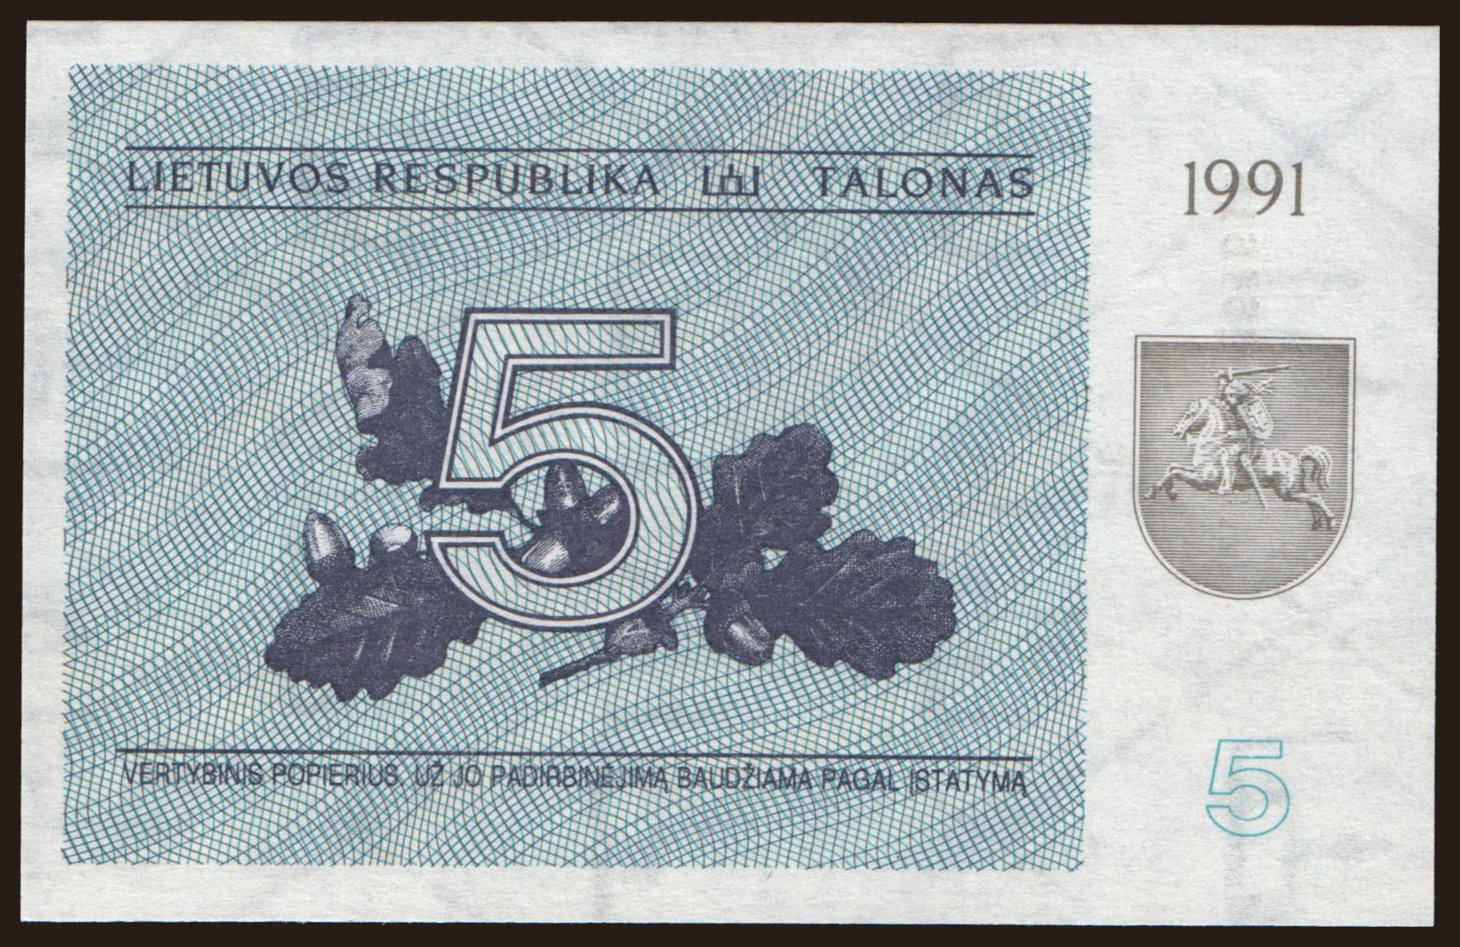 LIETUVOS RESPUBLIKA TALONAS
1991
5
VERTYBINIS POPIERIUS. UŽ JO PADIRBINĖJIMĄ BAUDŽIAMA PAGAL ĮSTATYMĄ
5